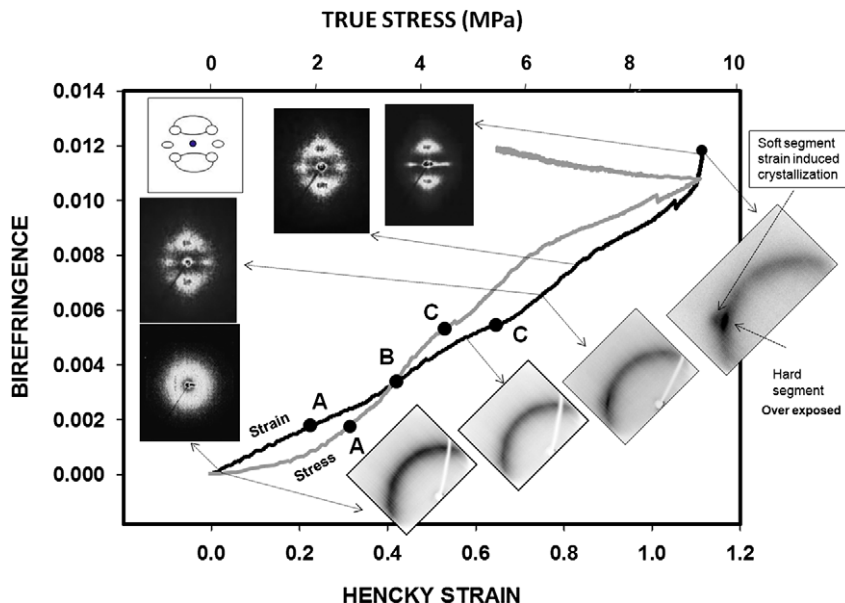 TRUE STRESS (MPa)
0 2 4 6 8 10
0.014
0.012
0.010
0.008
0.006
0.004
0.002
0.000
BIREFRINGENCE
Soft segment
strain induced
crystallization
C
B
C
A
A
Strain
Stress
Hard
segment
Over exposed
0.0 0.2 0.4 0.6 0.8 1.0 1.2
HENCKY STRAIN